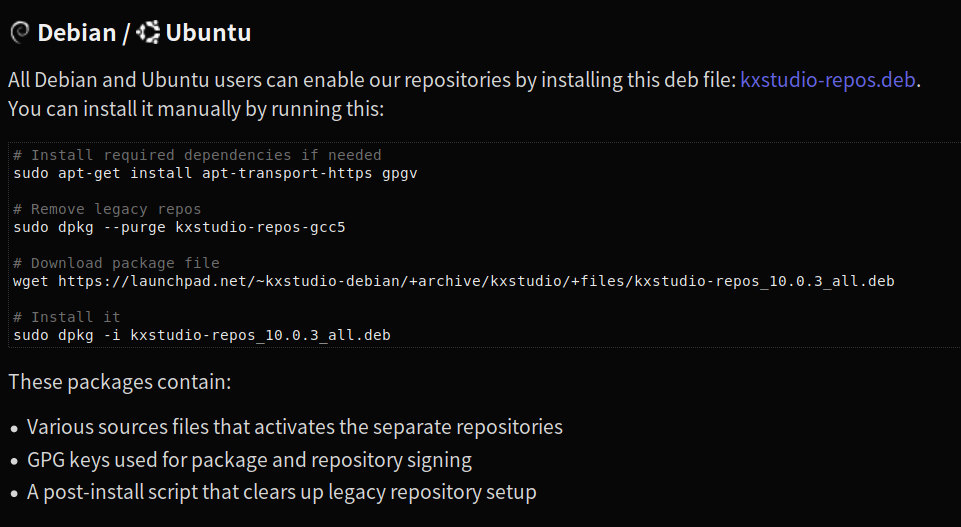 Debian / Ubuntu
All Debian and Ubuntu users can enable our repositories by installing this deb file: kxstudio-repos.deb.
You can install it manually by running this:
# Install required dependencies if needed
sudo apt-get install apt-transport-https gpgv
# Remove legacy repos
sudo dpkg --purge kxstudio-repos-gcc5
# Download package file
wget https://launchpad.net/~kxstudio-debian/+archive/kxstudio/+files/kxstudio-repos_10.0.3_all.deb
# Install it
sudo dpkg -i kxstudio-repos_10.0.3_all.deb
These packages contain:
• Various sources files that activates the separate repositories
• GPG keys used for package and repository signing
• A post-install script that clears up legacy repository setup